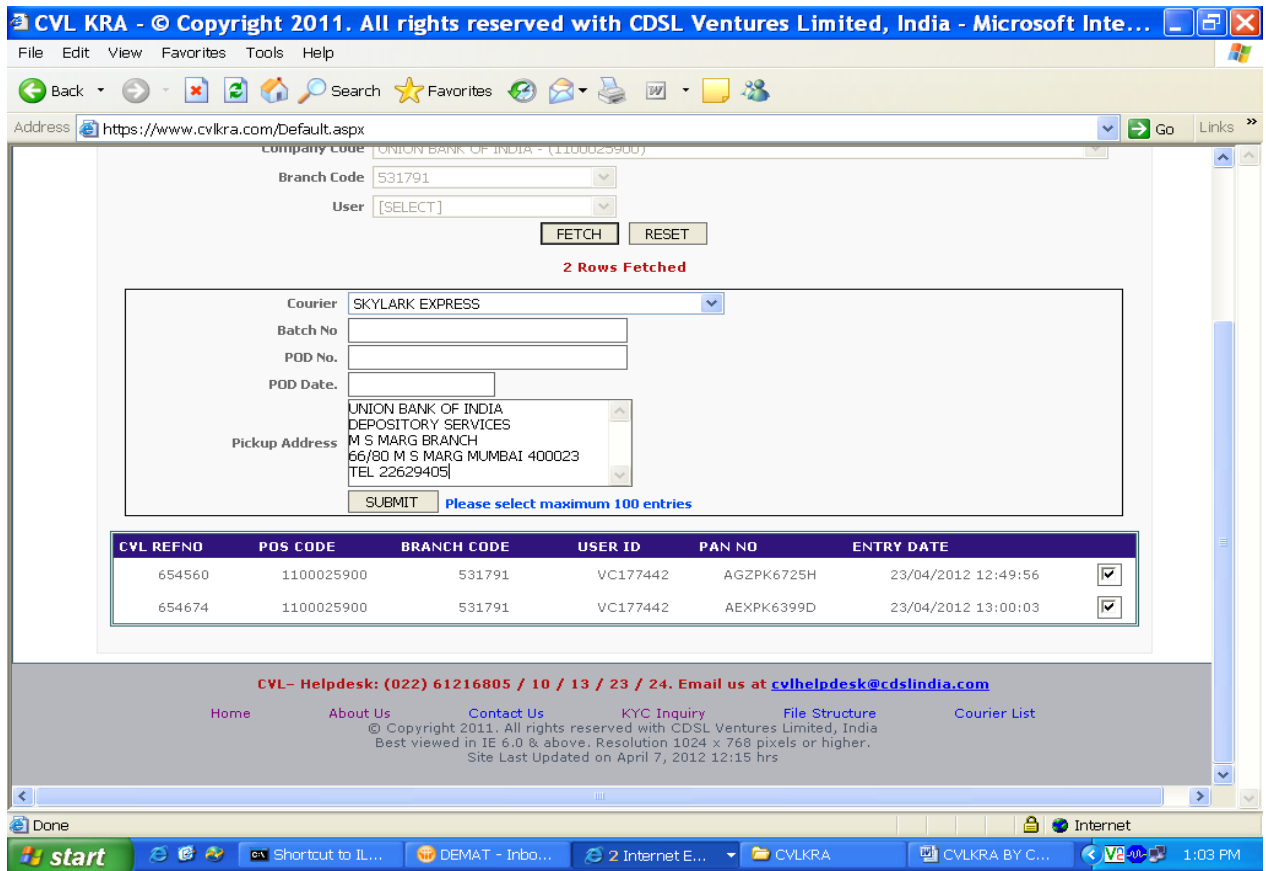 CVL KRA - © Copyright 2011. All rights reserved with CDSL Ventures Limited, India - Microsoft Inte...
File Edit View Favorites Tools Help
Back Search Favorites
Address https://www.cvlkra.com/Default.aspx Go Links »
Company Code UNION BANK OF INDIA - (1100025900)
Branch Code 531791
User [SELECT]
FETCH RESET
2 Rows Fetched
Courier SKYLARK EXPRESS
Batch No
POD No.
POD Date.
Pickup Address
UNION BANK OF INDIA
DEPOSITORY SERVICES
M S MARG BRANCH
66/80 M S MARG MUMBAI 400023
TEL 22629405
SUBMIT Please select maximum 100 entries
CVL REFNO POS CODE BRANCH CODE USER ID PAN NO ENTRY DATE
654560 1100025900 531791 VC177442 AGZPK6725H 23/04/2012 12:49:56
654674 1100025900 531791 VC177442 AEXPK6399D 23/04/2012 13:00:03
CVL- Helpdesk: (022) 61216805 / 10 / 13 / 23 / 24. Email us at cvlhelpdesk@cdslindia.com
Home About Us Contact Us KYC Inquiry File Structure Courier List
© Copyright 2011. All rights reserved with CDSL Ventures Limited, India
Best viewed in IE 6.0 & above. Resolution 1024 x 768 pixels or higher.
Site Last Updated on April 7, 2012 12:15 hrs
Done Internet
start Shortcut to IL... DEMAT - Inbo... 2 Internet E... CVLKRA CVLKRA BY C... 1:03 PM